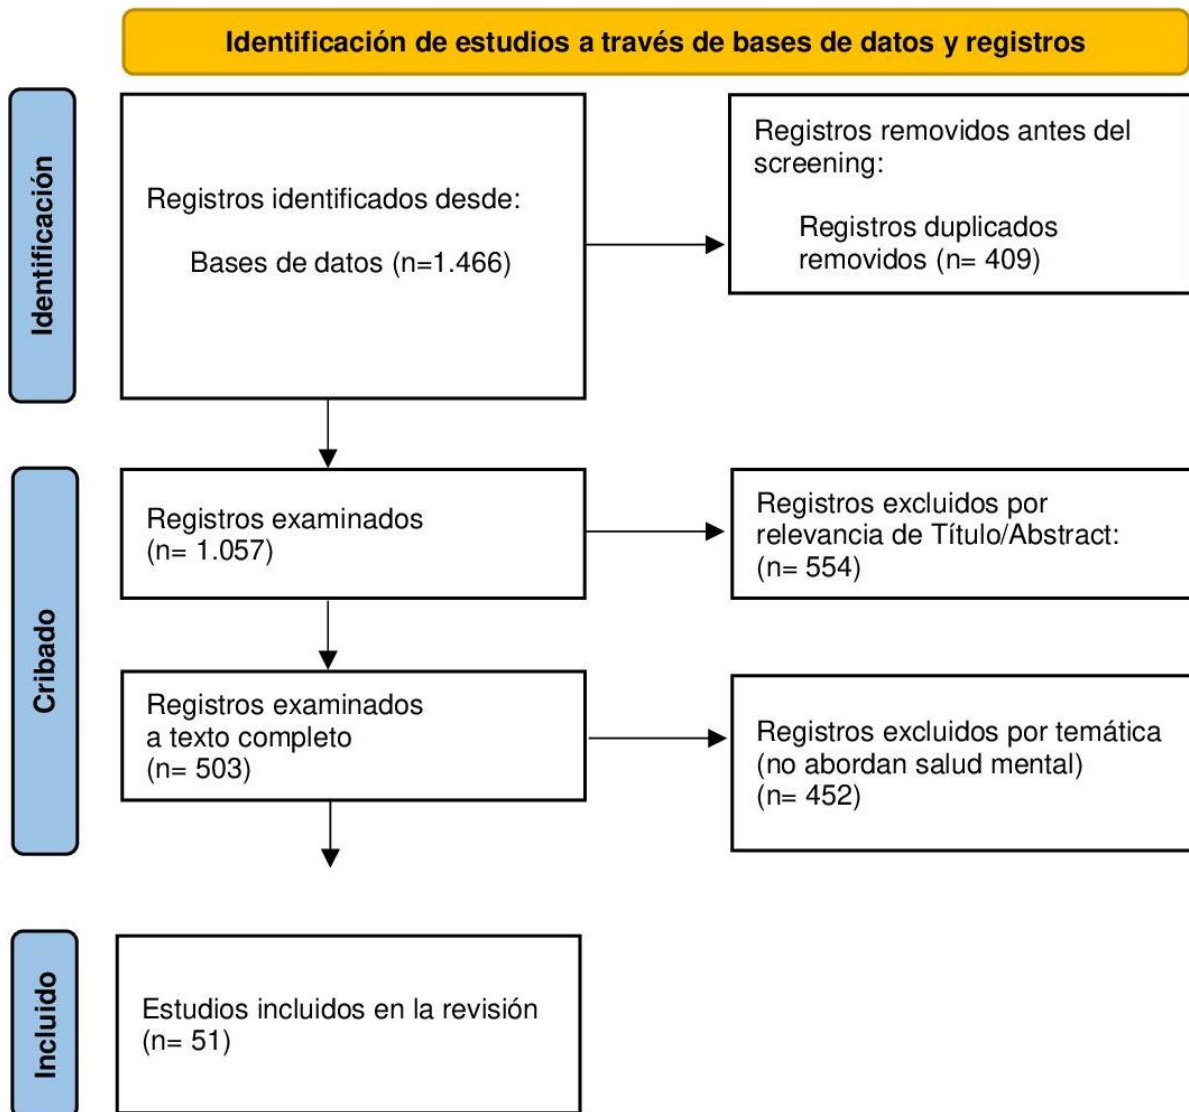 Identificación de estudios a través de bases de datos y registros
Identificación
Registros identificados desde:
Bases de datos (n=1.466)
Registros removidos antes del
screening:
Registros duplicados
removidos (n= 409)
Cribado
Registros examinados
(n= 1.057)
Registros excluidos por
relevancia de Título/Abstract:
(n= 554)
Registros examinados
a texto completo
(n= 503)
Registros excluidos por temática
(no abordan salud mental)
(n= 452)
Incluido
Estudios incluidos en la revisión
(n= 51)